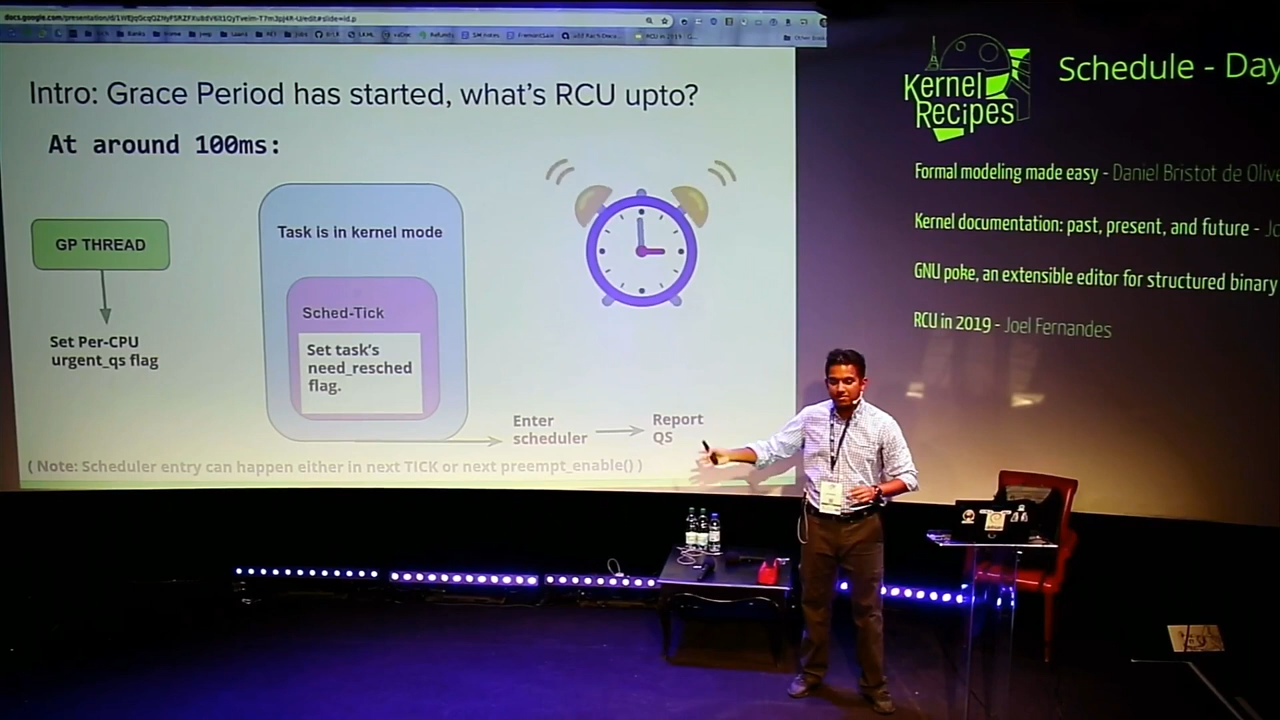 Intro: Grace Period has started, what's RCU upto?
At around 100ms:
GP THREAD
Set Per-CPU
urgent_qs flag
Task is in kernel mode
Sched-Tick
Set task's
need_resched
flag.
Enter
scheduler
Report
QS
( Note: Scheduler entry can happen either in next TICK or next preempt_enable() )
Kernel
Recipes
Schedule - Day
Formal modeling made easy - Daniel Bristot de Olive
Kernel documentation: past, present, and future - Jo
GNU poke, an extensible editor for structured binary
RCU in 2019 - Joel Fernandes